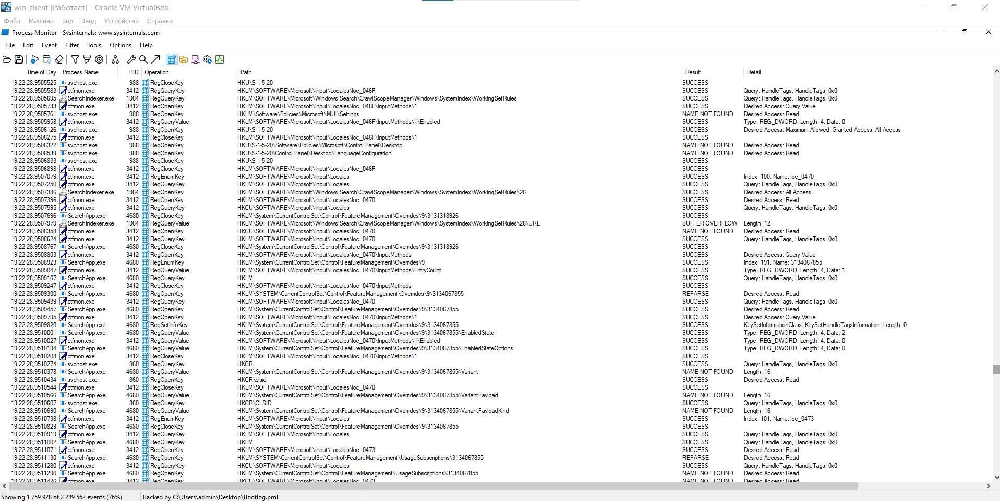 win_client [Работает] - Oracle VM VirtualBox
Файл Машина Вид Ввод Устройства Справка
Process Monitor - Sysinternals: www.sysinternals.com
File Edit Event Filter Tools Options Help
Time of Day Process Name PID Operation Path Result Detail
19:22:28,9505525 svchost.exe 988 RegCloseKey HKU\S-1-5-20 SUCCESS
19:22:28,9505583 ctfmon.exe 3412 RegQueryKey HKLM\SOFTWARE\Microsoft\Input\Locales\loc_046F SUCCESS Query: HandleTags, HandleTags: 0x0
19:22:28,9505695 SearchIndexer.exe 1964 RegQueryKey HKLM\SOFTWARE\Microsoft\Windows Search\CrawlScopeManager\Windows\SystemIndex\WorkingSetRules SUCCESS Query: HandleTags, HandleTags: 0x0
19:22:28,9505733 ctfmon.exe 3412 RegOpenKey HKLM\SOFTWARE\Microsoft\Input\Locales\loc_046F\InputMethods\1 SUCCESS Desired Access: Query Value
19:22:28,9505761 svchost.exe 988 RegOpenKey HKLM\Software\Policies\Microsoft\MUI\Settings NAME NOT FOUND Desired Access: Read
19:22:28,9505958 ctfmon.exe 3412 RegQueryValue HKLM\SOFTWARE\Microsoft\Input\Locales\loc_046F\InputMethods\1\Enabled SUCCESS Type: REG_DWORD, Length: 4, Data: 0
19:22:28,9506126 svchost.exe 988 RegOpenKey HKU\S-1-5-20 SUCCESS Desired Access: Maximum Allowed, Granted Access: All Access
19:22:28,9506275 ctfmon.exe 3412 RegCloseKey HKLM\SOFTWARE\Microsoft\Input\Locales\loc_046F\InputMethods\1 SUCCESS
19:22:28,9506322 svchost.exe 988 RegOpenKey HKU\S-1-5-20\Software\Policies\Microsoft\Control Panel\Desktop NAME NOT FOUND Desired Access: Read
19:22:28,9506539 svchost.exe 988 RegOpenKey HKU\S-1-5-20\Control Panel\Desktop\LanguageConfiguration NAME NOT FOUND Desired Access: Read
19:22:28,9506833 svchost.exe 988 RegCloseKey HKU\S-1-5-20 SUCCESS
19:22:28,9506898 ctfmon.exe 3412 RegCloseKey HKLM\SOFTWARE\Microsoft\Input\Locales\loc_046F SUCCESS
19:22:28,9507079 ctfmon.exe 3412 RegEnumKey HKLM\SOFTWARE\Microsoft\Input\Locales SUCCESS Index: 100, Name: loc_0470
19:22:28,9507250 ctfmon.exe 3412 RegQueryKey HKLM\SOFTWARE\Microsoft\Input\Locales SUCCESS Query: HandleTags, HandleTags: 0x0
19:22:28,9507386 SearchIndexer.exe 1964 RegOpenKey HKLM\SOFTWARE\Microsoft\Windows Search\CrawlScopeManager\Windows\SystemIndex\WorkingSetRules\26 SUCCESS Desired Access: All Access
19:22:28,9507396 ctfmon.exe 3412 RegOpenKey HKLM\SOFTWARE\Microsoft\Input\Locales\loc_0470 SUCCESS Desired Access: Read
19:22:28,9507595 ctfmon.exe 3412 RegQueryKey HKCU\SOFTWARE\Microsoft\Input\Locales SUCCESS Query: HandleTags, HandleTags: 0x0
19:22:28,9507696 SearchApp.exe 4680 RegCloseKey HKLM\System\CurrentControlSet\Control\FeatureManagement\Overrides\9\3131318926 SUCCESS
19:22:28,9507979 SearchIndexer.exe 1964 RegQueryValue HKLM\SOFTWARE\Microsoft\Windows Search\CrawlScopeManager\Windows\SystemIndex\WorkingSetRules\26\URL BUFFER OVERFLOW Length: 12
19:22:28,9508358 ctfmon.exe 3412 RegOpenKey HKCU\SOFTWARE\Microsoft\Input\Locales\loc_0470 NAME NOT FOUND Desired Access: Read
19:22:28,9508624 ctfmon.exe 3412 RegQueryKey HKLM\SOFTWARE\Microsoft\Input\Locales\loc_0470 SUCCESS Query: HandleTags, HandleTags: 0x0
19:22:28,9508767 SearchApp.exe 4680 RegCloseKey HKLM\System\CurrentControlSet\Control\FeatureManagement\Overrides\9\3131318926 SUCCESS
19:22:28,9508803 ctfmon.exe 3412 RegOpenKey HKLM\SOFTWARE\Microsoft\Input\Locales\loc_0470\InputMethods SUCCESS Desired Access: Query Value
19:22:28,9508923 SearchApp.exe 4680 RegEnumKey HKLM\System\CurrentControlSet\Control\FeatureManagement\Overrides\9 SUCCESS Index: 191, Name: 3134067855
19:22:28,9509047 ctfmon.exe 3412 RegQueryValue HKLM\SOFTWARE\Microsoft\Input\Locales\loc_0470\InputMethods\EntryCount SUCCESS Type: REG_DWORD, Length: 4, Data: 1
19:22:28,9509167 SearchApp.exe 4680 RegQueryKey HKLM SUCCESS Query: HandleTags, HandleTags: 0x0
19:22:28,9509247 ctfmon.exe 3412 RegCloseKey HKLM\SOFTWARE\Microsoft\Input\Locales\loc_0470\InputMethods SUCCESS
19:22:28,9509300 SearchApp.exe 4680 RegOpenKey HKLM\SYSTEM\CurrentControlSet\Control\FeatureManagement\Overrides\9\3134067855 REPARSE Desired Access: Read
19:22:28,9509439 ctfmon.exe 3412 RegQueryKey HKLM\SOFTWARE\Microsoft\Input\Locales\loc_0470 SUCCESS Query: HandleTags, HandleTags: 0x0
19:22:28,9509457 SearchApp.exe 4680 RegOpenKey HKLM\System\CurrentControlSet\Control\FeatureManagement\Overrides\9\3134067855 SUCCESS Desired Access: Read
19:22:28,9509795 ctfmon.exe 3412 RegOpenKey HKLM\SOFTWARE\Microsoft\Input\Locales\loc_0470\InputMethods\1 SUCCESS Desired Access: Query Value
19:22:28,9509820 SearchApp.exe 4680 RegSetInfoKey HKLM\System\CurrentControlSet\Control\FeatureManagement\Overrides\9\3134067855 SUCCESS KeySetInformationClass: KeySetHandleTagsInformation, Length: 0
19:22:28,9510001 SearchApp.exe 4680 RegQueryValue HKLM\System\CurrentControlSet\Control\FeatureManagement\Overrides\9\3134067855\EnabledState SUCCESS Type: REG_DWORD, Length: 4, Data: 2
19:22:28,9510027 ctfmon.exe 3412 RegQueryValue HKLM\SOFTWARE\Microsoft\Input\Locales\loc_0470\InputMethods\1\Enabled SUCCESS Type: REG_DWORD, Length: 4, Data: 0
19:22:28,9510194 SearchApp.exe 4680 RegQueryValue HKLM\System\CurrentControlSet\Control\FeatureManagement\Overrides\9\3134067855\EnabledStateOptions SUCCESS Type: REG_DWORD, Length: 4, Data: 0
19:22:28,9510208 ctfmon.exe 3412 RegCloseKey HKLM\SOFTWARE\Microsoft\Input\Locales\loc_0470\InputMethods\1 SUCCESS
19:22:28,9510274 svchost.exe 860 RegQueryKey HKCR SUCCESS Query: HandleTags, HandleTags: 0x0
19:22:28,9510378 SearchApp.exe 4680 RegQueryValue HKLM\System\CurrentControlSet\Control\FeatureManagement\Overrides\9\3134067855\Variant NAME NOT FOUND Length: 16
19:22:28,9510434 svchost.exe 860 RegOpenKey HKCR\clsid SUCCESS Desired Access: Read
19:22:28,9510544 ctfmon.exe 3412 RegCloseKey HKLM\SOFTWARE\Microsoft\Input\Locales\loc_0470 SUCCESS
19:22:28,9510566 SearchApp.exe 4680 RegQueryValue HKLM\System\CurrentControlSet\Control\FeatureManagement\Overrides\9\3134067855\VariantPayload NAME NOT FOUND Length: 16
19:22:28,9510607 svchost.exe 860 RegQueryKey HKCR\CLSID SUCCESS Query: HandleTags, HandleTags: 0x0
19:22:28,9510690 SearchApp.exe 4680 RegQueryValue HKLM\System\CurrentControlSet\Control\FeatureManagement\Overrides\9\3134067855\VariantPayloadKind NAME NOT FOUND Length: 16
19:22:28,9510738 ctfmon.exe 3412 RegEnumKey HKLM\SOFTWARE\Microsoft\Input\Locales SUCCESS Index: 101, Name: loc_0473
19:22:28,9510829 SearchApp.exe 4680 RegCloseKey HKLM\System\CurrentControlSet\Control\FeatureManagement\Overrides\9\3134067855 SUCCESS
19:22:28,9510919 ctfmon.exe 3412 RegQueryKey HKLM\SOFTWARE\Microsoft\Input\Locales SUCCESS Query: HandleTags, HandleTags: 0x0
19:22:28,9511002 SearchApp.exe 4680 RegQueryKey HKLM SUCCESS Query: HandleTags, HandleTags: 0x0
19:22:28,9511071 ctfmon.exe 3412 RegOpenKey HKLM\SOFTWARE\Microsoft\Input\Locales\loc_0473 SUCCESS Desired Access: Read
19:22:28,9511130 SearchApp.exe 4680 RegOpenKey HKLM\SYSTEM\CurrentControlSet\Control\FeatureManagement\UsageSubscriptions\3134067855 REPARSE Desired Access: Read
19:22:28,9511280 ctfmon.exe 3412 RegQueryKey HKCU\SOFTWARE\Microsoft\Input\Locales SUCCESS Query: HandleTags, HandleTags: 0x0
19:22:28,9511290 SearchApp.exe 4680 RegOpenKey HKLM\System\CurrentControlSet\Control\FeatureManagement\UsageSubscriptions\3134067855 NAME NOT FOUND Desired Access: Read
19:22:28,9511426 ctfmon.exe 3412 RegOpenKey HKCU\SOFTWARE\Microsoft\Input\Locales\loc_0473 NAME NOT FOUND Desired Access: Read
Showing 1 759 928 of 2 289 562 events (76%) Backed by C:\Users\admin\Desktop\Bootlog.pml